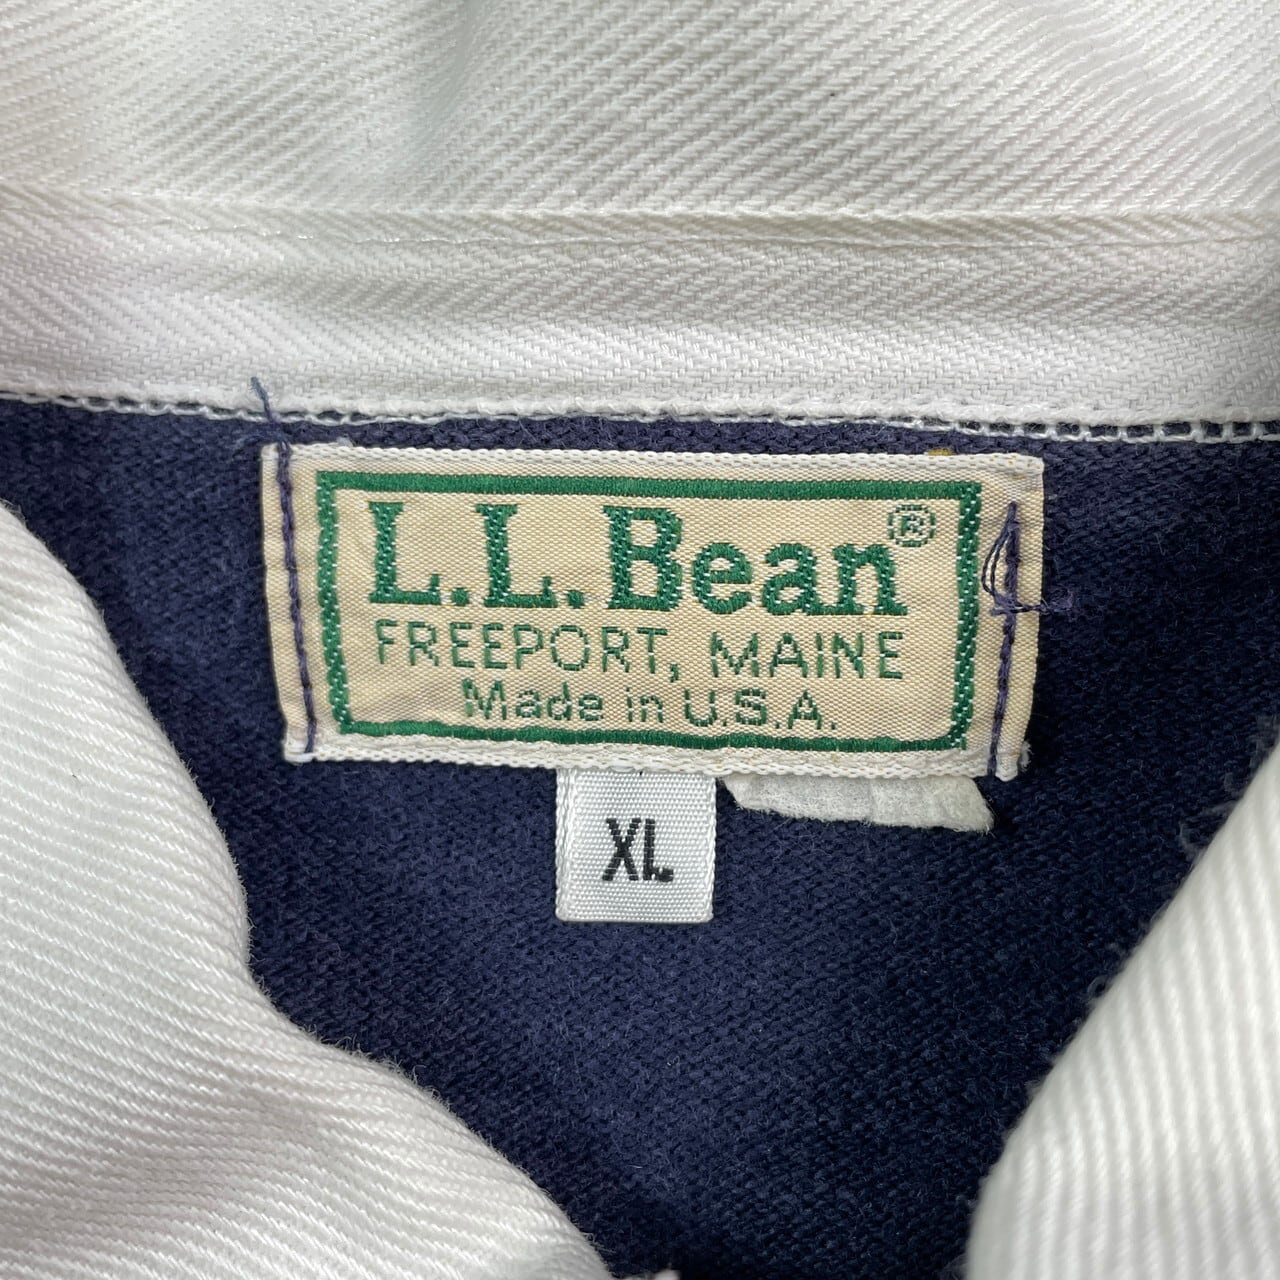 L.L.Bean®
FREEPORT, MAINE
Made in U.S.A.
XL